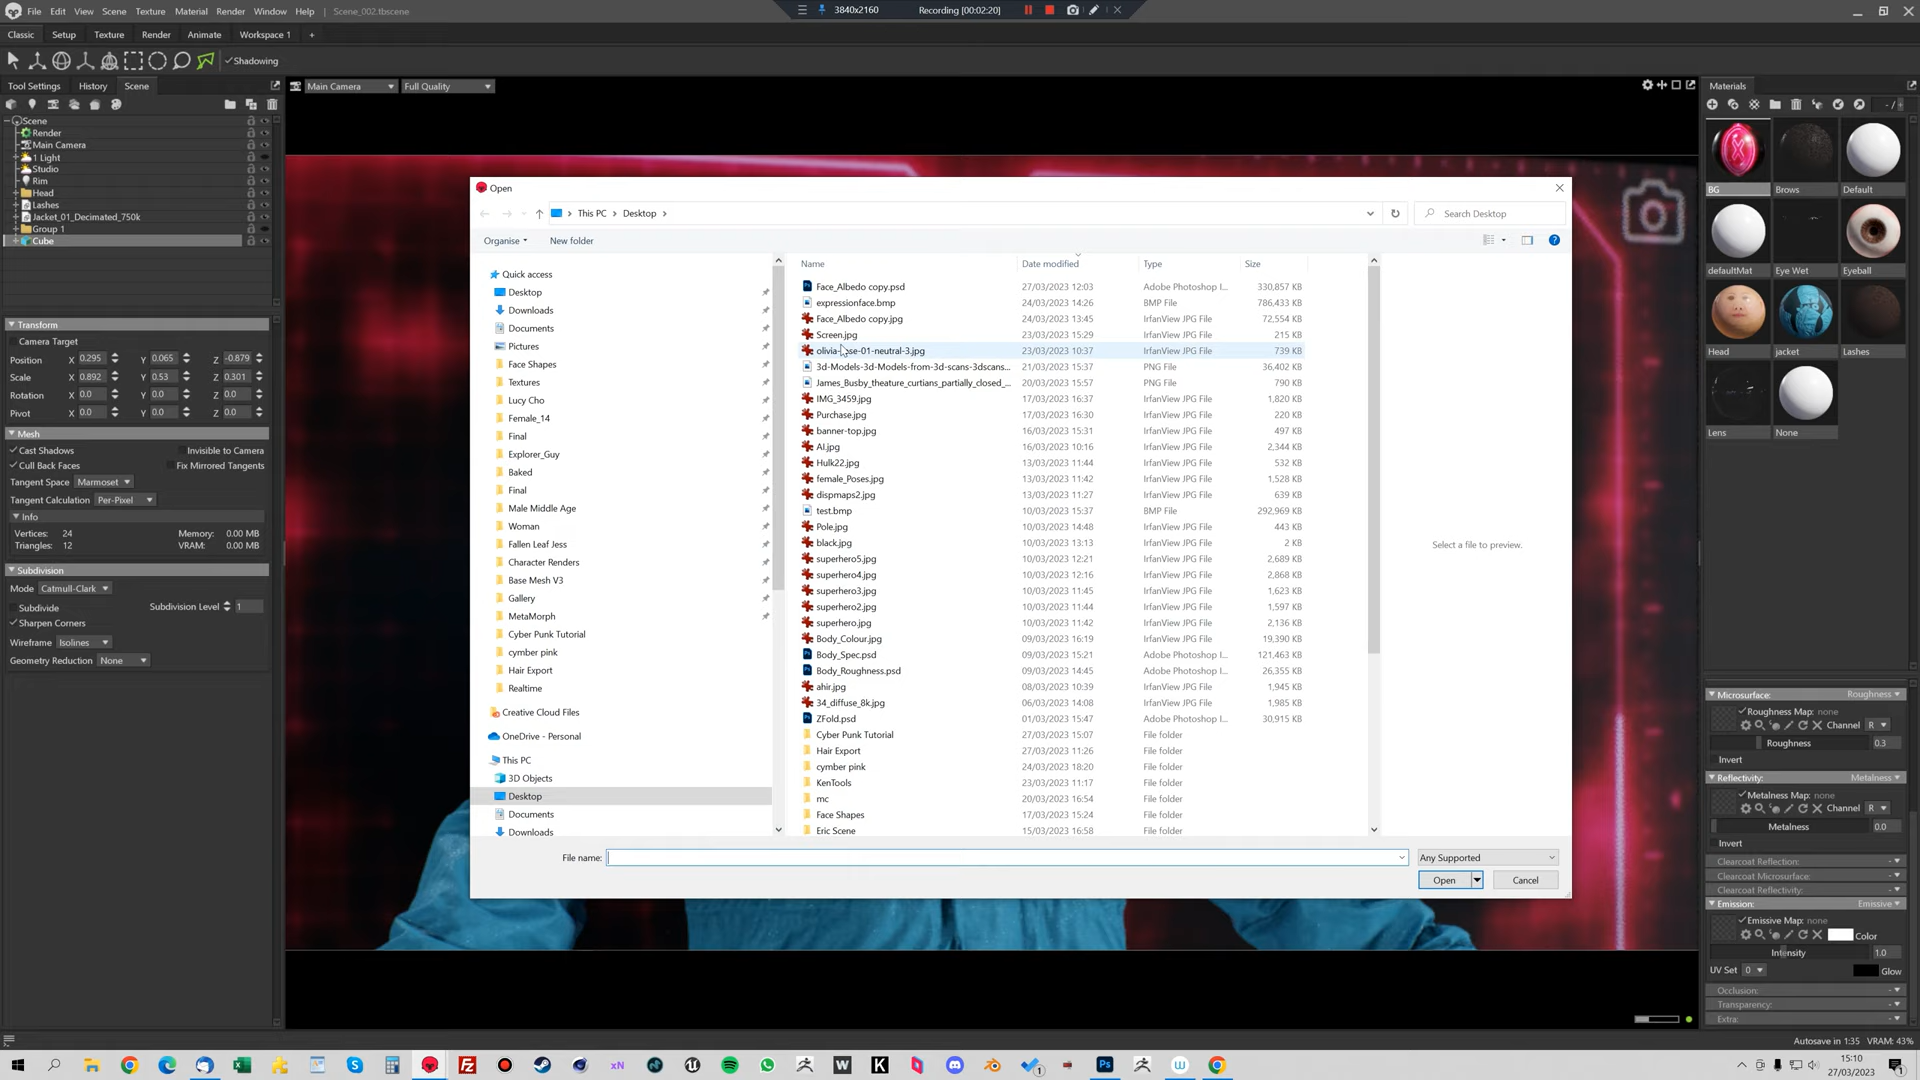 File Edit View Scene Texture Material Render Window Help Scene_002.tbscene
3840x2160 Recording [00:02:20]
Classic Setup Texture Render Animate Workspace 1 +
Shadowing
Tool Settings History Scene
Main Camera Full Quality
Materials
Scene
Render
Main Camera
1 Light
Studio
Rim
Head
Lashes
Jacket_01_Decimated_750k
Group 1
Cube
Transform
Camera Target
Position X 0.295 Y 0.065 Z -0.879
Scale X 0.892 Y 0.53 Z 0.301
Rotation X 0.0 Y 0.0 Z 0.0
Pivot X 0.0 Y 0.0 Z 0.0
Mesh
Cast Shadows Invisible to Camera
Cull Back Faces Fix Mirrored Tangents
Tangent Space Marmoset
Tangent Calculation Per-Pixel
Info
Vertices: 24 Memory: 0.00 MB
Triangles: 12 VRAM: 0.00 MB
Subdivision
Mode Catmull-Clark
Subdivide Subdivision Level 1
Sharpen Corners
Wireframe Isolines
Geometry Reduction None
Open
This PC > Desktop >
Search Desktop
Organise New folder
Quick access
Desktop
Downloads
Documents
Pictures
Face Shapes
Textures
Lucy Cho
Female_14
Final
Explorer_Guy
Baked
Final
Male Middle Age
Woman
Fallen Leaf Jess
Character Renders
Base Mesh V3
Gallery
MetaMorph
Cyber Punk Tutorial
cymber pink
Hair Export
Realtime
Creative Cloud Files
OneDrive - Personal
This PC
3D Objects
Desktop
Documents
Downloads
Name Date modified Type Size
Face_Albedo copy.psd 27/03/2023 12:03 Adobe Photoshop I... 330,857 KB
expressionface.bmp 24/03/2023 14:26 BMP File 786,433 KB
Face_Albedo copy.jpg 24/03/2023 13:45 IrfanView JPG File 72,554 KB
Screen.jpg 23/03/2023 15:29 IrfanView JPG File 215 KB
23/03/2023 10:37 IrfanView JPG File 739 KB
3d-Models-3d-Models-from-3d-scans-3dscans... 21/03/2023 15:37 PNG File 36,402 KB
James_Busby_theature_curtians_partially_closed_... 20/03/2023 15:57 PNG File 790 KB
IMG_3459.jpg 17/03/2023 16:37 IrfanView JPG File 1,820 KB
Purchase.jpg 17/03/2023 16:30 IrfanView JPG File 220 KB
banner-top.jpg 16/03/2023 15:31 IrfanView JPG File 497 KB
AI.jpg 16/03/2023 10:16 IrfanView JPG File 2,344 KB
Hulk22.jpg 13/03/2023 11:44 IrfanView JPG File 532 KB
female_Poses.jpg 13/03/2023 11:42 IrfanView JPG File 1,528 KB
dispmaps2.jpg 13/03/2023 11:27 IrfanView JPG File 639 KB
test.bmp 10/03/2023 15:37 BMP File 292,969 KB
Pole.jpg 10/03/2023 14:48 IrfanView JPG File 443 KB
black.jpg 10/03/2023 13:13 IrfanView JPG File 2 KB
superhero5.jpg 10/03/2023 12:21 IrfanView JPG File 2,689 KB
superhero4.jpg 10/03/2023 12:16 IrfanView JPG File 2,868 KB
superhero3.jpg 10/03/2023 11:45 IrfanView JPG File 1,623 KB
superhero2.jpg 10/03/2023 11:44 IrfanView JPG File 1,597 KB
superhero.jpg 10/03/2023 11:42 IrfanView JPG File 2,136 KB
Body_Colour.jpg 09/03/2023 16:19 IrfanView JPG File 19,390 KB
Body_Spec.psd 09/03/2023 15:21 Adobe Photoshop I... 121,463 KB
Body_Roughness.psd 09/03/2023 14:45 Adobe Photoshop I... 26,355 KB
ahir.jpg 08/03/2023 10:39 IrfanView JPG File 1,945 KB
34_diffuse_8k.jpg 06/03/2023 14:08 IrfanView JPG File 1,985 KB
ZFold.psd 01/03/2023 15:47 Adobe Photoshop I... 30,915 KB
Cyber Punk Tutorial 27/03/2023 15:07 File folder
Hair Export 27/03/2023 11:26 File folder
cymber pink 24/03/2023 18:20 File folder
KenTools 23/03/2023 11:17 File folder
mc 20/03/2023 16:54 File folder
Face Shapes 17/03/2023 15:24 File folder
Eric Scene 15/03/2023 16:58 File folder
Select a file to preview.
File name: Any Supported
Open Cancel
BG Brows Default
defaultMat Eye Wet Eyeball
Head jacket Lashes
Lens None
Microsurface: Roughness
Roughness Map: none
Channel R
Roughness 0.3
Invert
Reflectivity: Metalness
Metalness Map: none
Channel R
Metalness 0.0
Invert
Clearcoat Reflection:
Clearcoat Microsurface:
Clearcoat Reflectivity:
Emission: Emissive
Emissive Map: none
Color
Intensity 1.0
UV Set 0 Glow
Occlusion:
Transparency:
Extra:
Autosave in 1:35 VRAM: 43%
15:10
27/03/2023